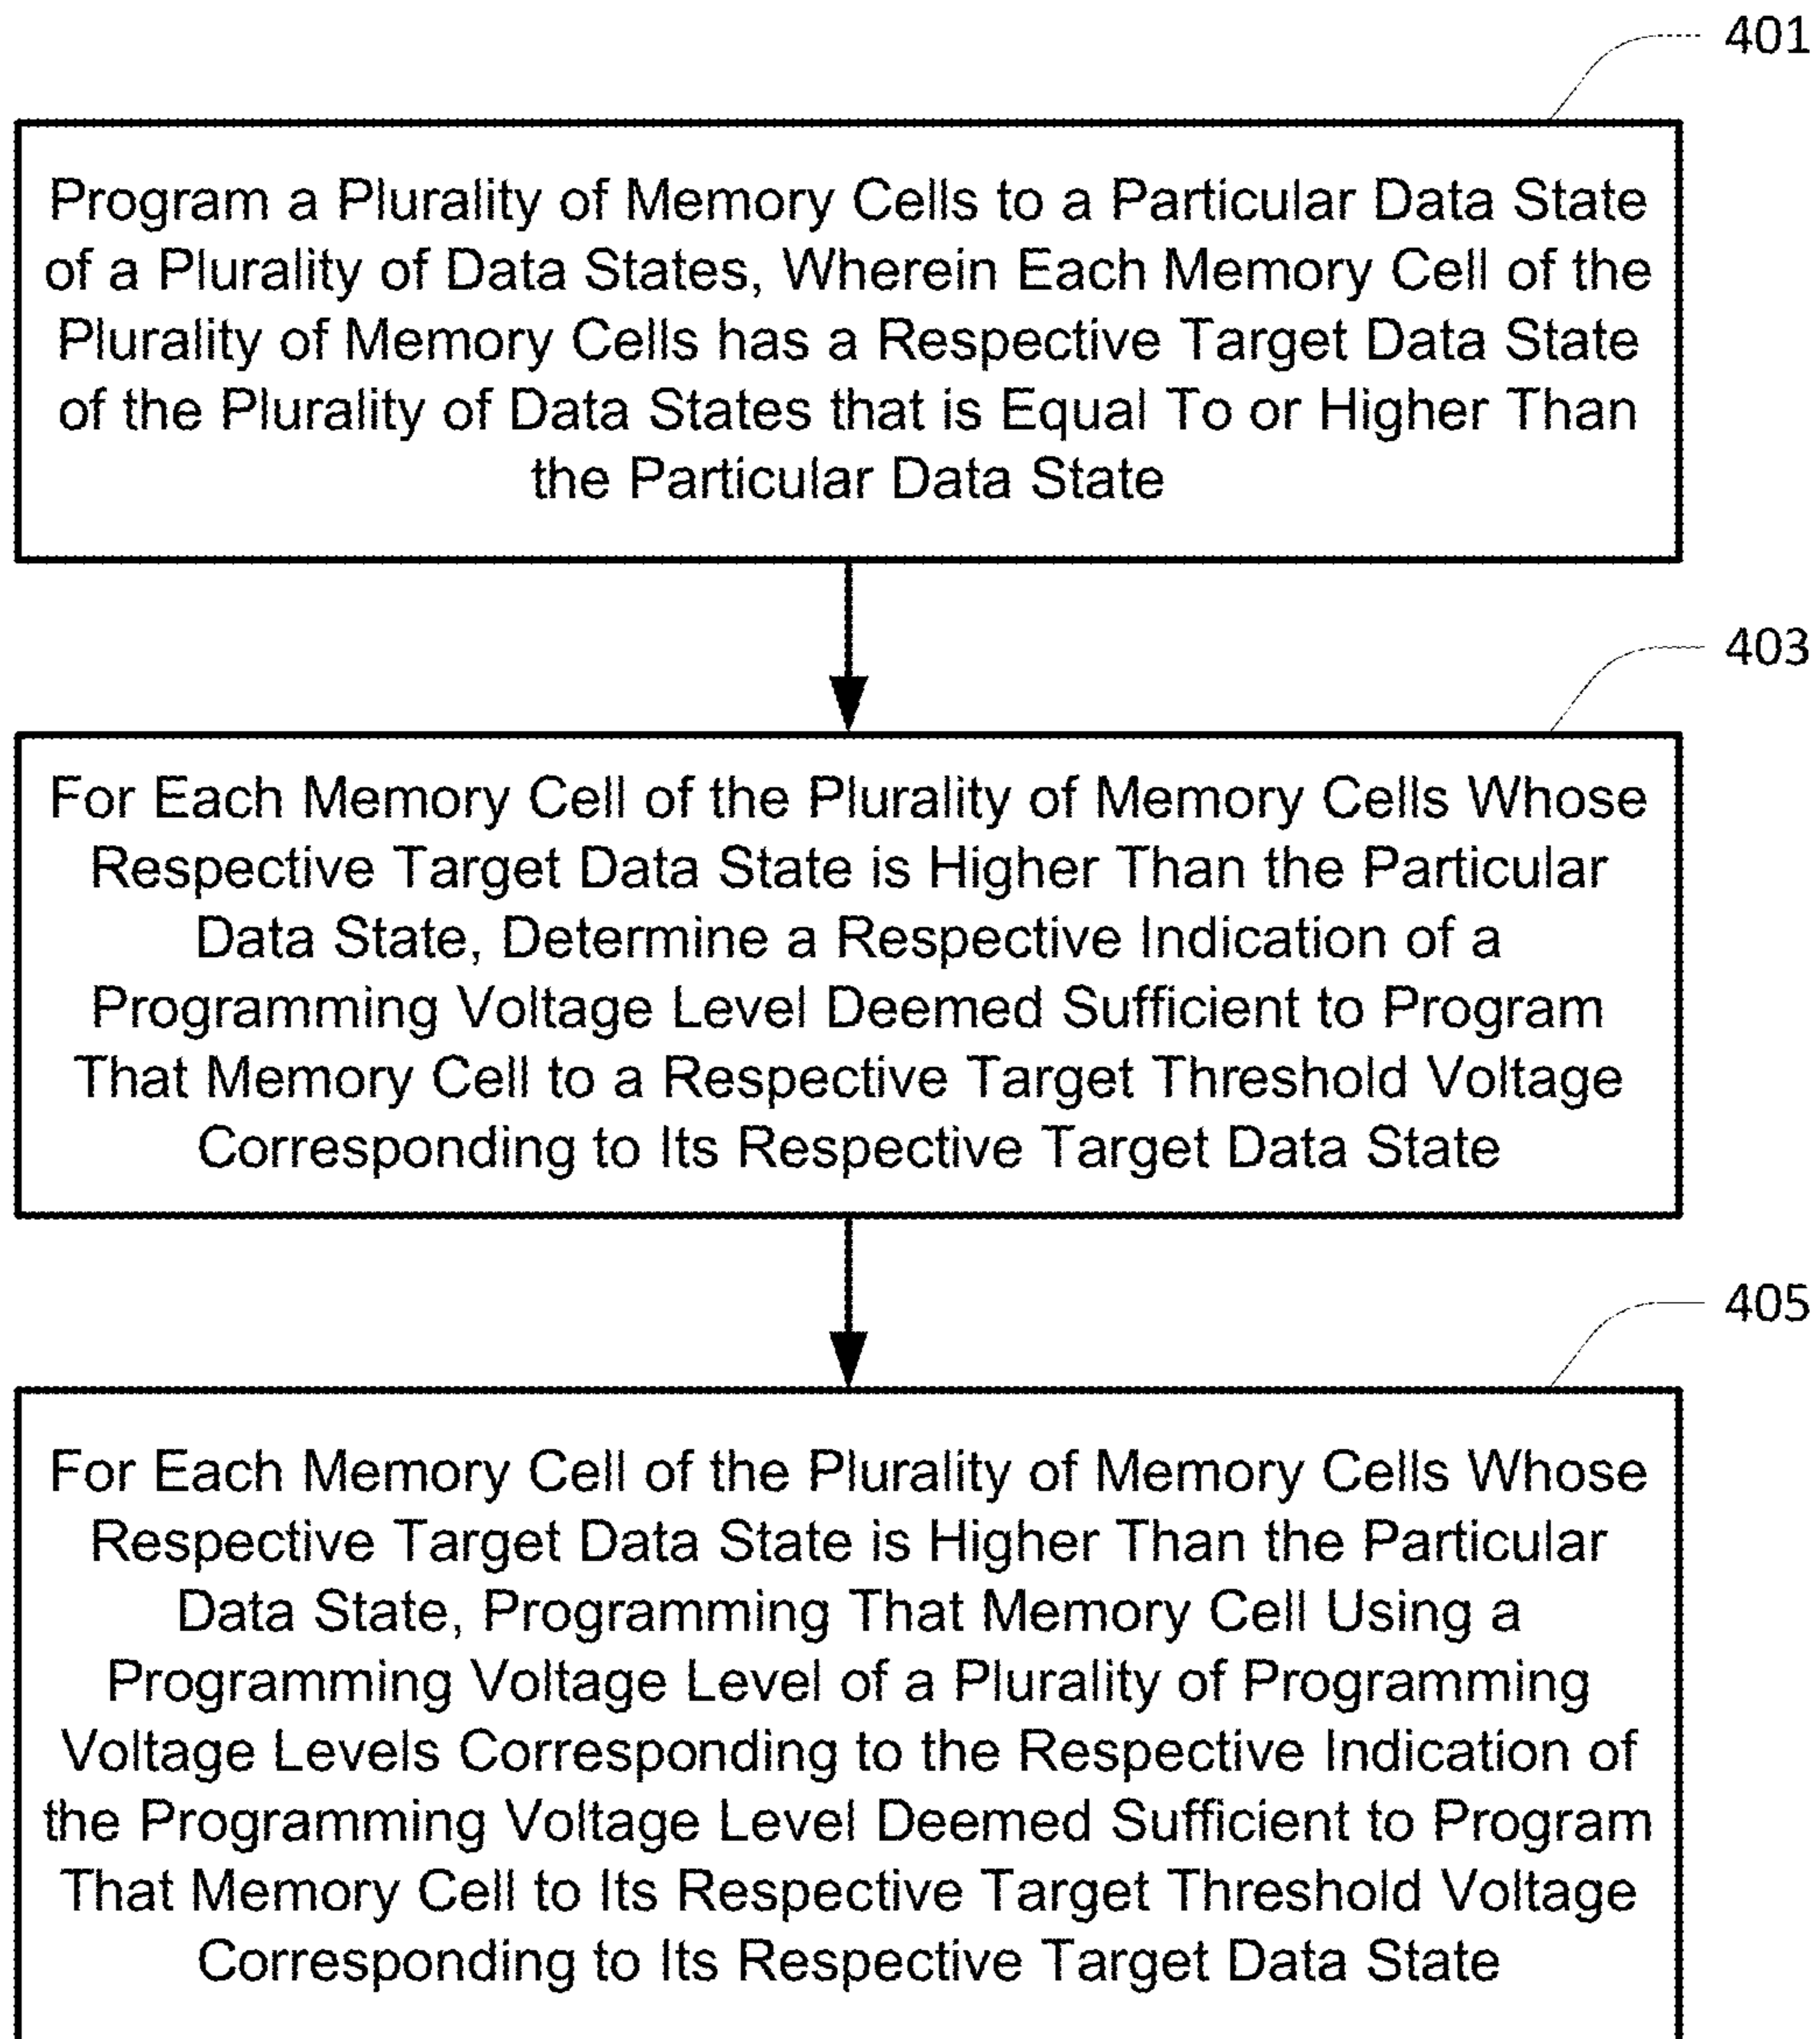 401
Program a Plurality of Memory Cells to a Particular Data State
of a Plurality of Data States, Wherein Each Memory Cell of the
Plurality of Memory Cells has a Respective Target Data State
of the Plurality of Data States that is Equal To or Higher Than
the Particular Data State
403
For Each Memory Cell of the Plurality of Memory Cells Whose
Respective Target Data State is Higher Than the Particular
Data State, Determine a Respective Indication of a
Programming Voltage Level Deemed Sufficient to Program
That Memory Cell to a Respective Target Threshold Voltage
Corresponding to Its Respective Target Data State
405
For Each Memory Cell of the Plurality of Memory Cells Whose
Respective Target Data State is Higher Than the Particular
Data State, Programming That Memory Cell Using a
Programming Voltage Level of a Plurality of Programming
Voltage Levels Corresponding to the Respective Indication of
the Programming Voltage Level Deemed Sufficient to Program
That Memory Cell to Its Respective Target Threshold Voltage
Corresponding to Its Respective Target Data State